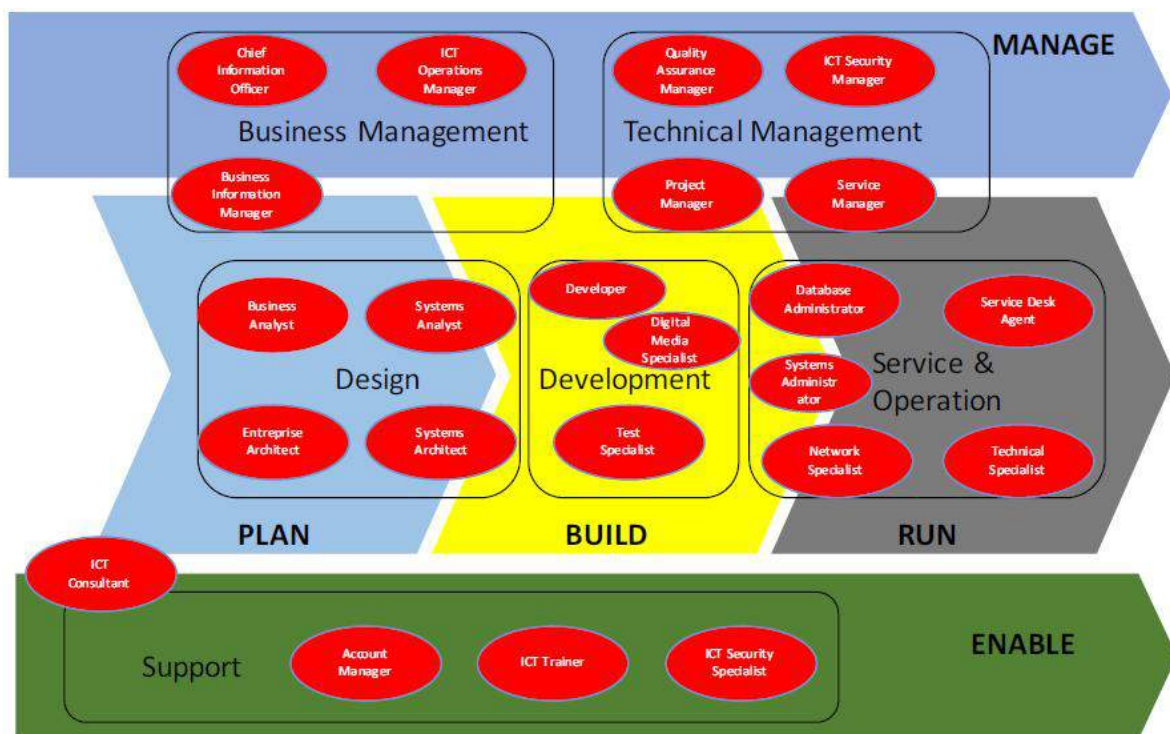 Chief
Information
Officer
ICT
Operations
Manager
Quality
Assurance
Manager
ICT Security
Manager
MANAGE
Business Management
Technical Management
Business
Information
Manager
Project
Manager
Service
Manager
Business
Analyst
Systems
Analyst
Developer
Digital
Media
Specialist
Database
Administrator
Service Desk
Agent
Design
Development
Systems
Administr
ator
Service &
Operation
Entreprise
Architect
Systems
Architect
Test
Specialist
Network
Specialist
Technical
Specialist
PLAN
BUILD
RUN
ICT
Consultant
Support
Account
Manager
ICT Trainer
ICT Security
Specialist
ENABLE